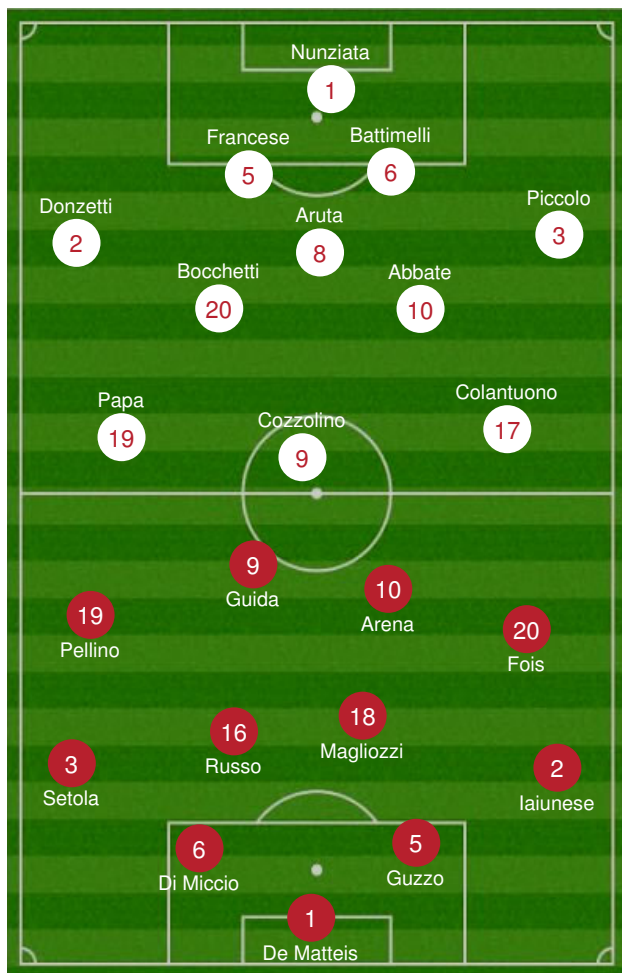 Nunziata
1
Francese
5
Battimelli
6
Donzetti
2
Aruta
8
Piccolo
3
Bocchetti
20
Abbate
10
Papa
19
Cozzolino
9
Colantuono
17
9
Guida
10
Arena
19
Pellino
20
Fois
18
Magliozzi
16
Russo
3
Setola
2
Iaiunese
6
Di Miccio
5
Guzzo
1
De Matteis